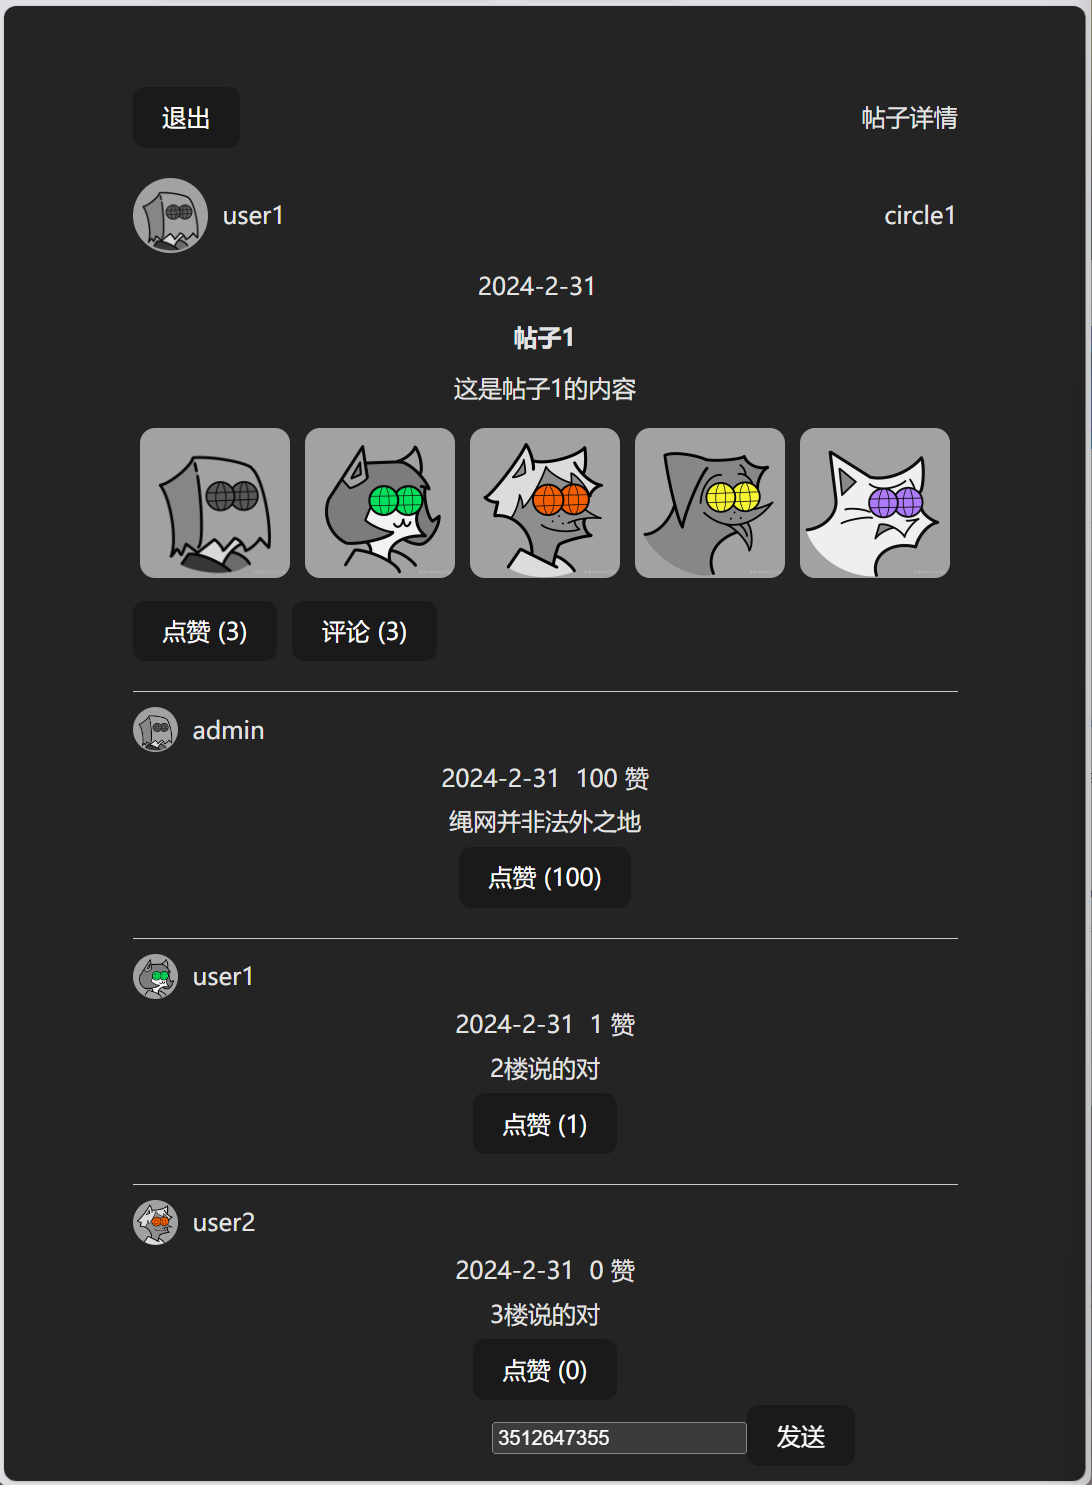 退出
帖子详情
user1
circle1
2024-2-31
帖子1
这是帖子1的内容
点赞 (3)
评论 (3)
admin
2024-2-31 100 赞
绳网并非法外之地
点赞 (100)
user1
2024-2-31 1 赞
2楼说的对
点赞 (1)
user2
2024-2-31 0 赞
3楼说的对
点赞 (0)
3512647355
发送